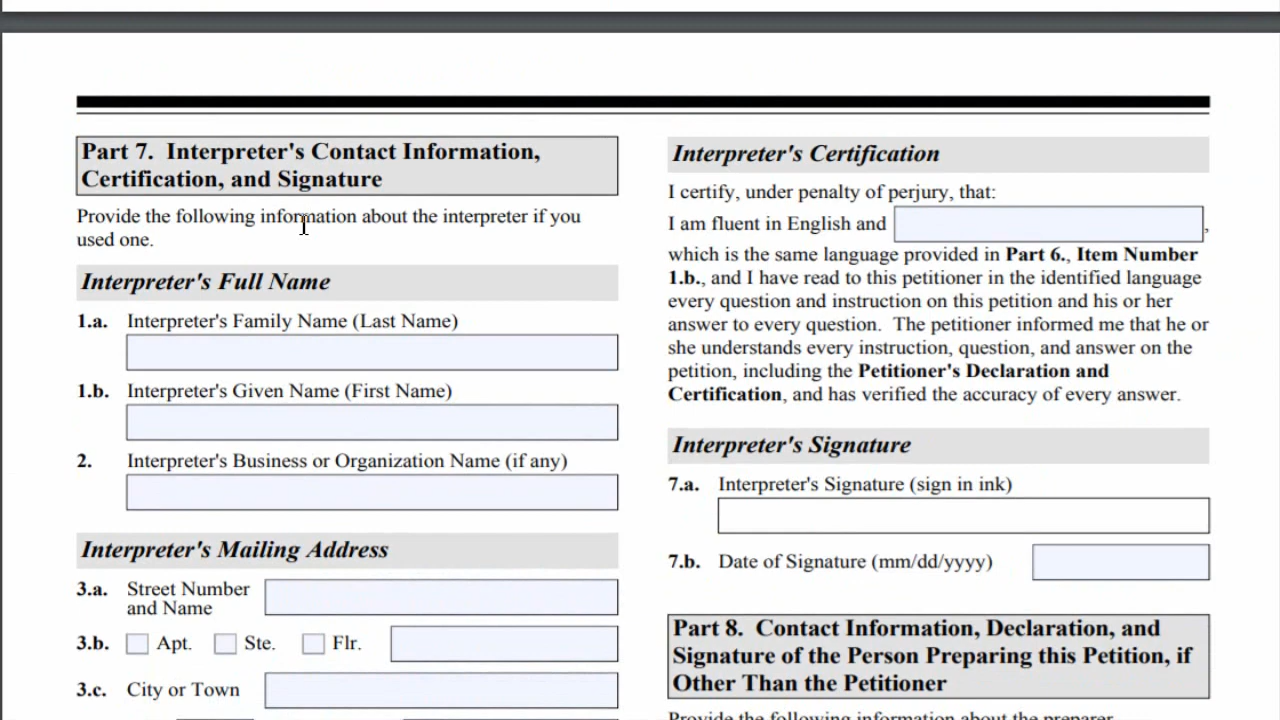 Part 7.  Interpreter's Contact Information,
Certification, and Signature
Provide the following information about the interpreter if you
used one.
Interpreter's Full Name
1.a. Interpreter's Family Name (Last Name)
1.b. Interpreter's Given Name (First Name)
2. Interpreter's Business or Organization Name (if any)
Interpreter's Mailing Address
3.a. Street Number
and Name
3.b. Apt. Ste. Flr.
3.c. City or Town
Interpreter's Certification
I certify, under penalty of perjury, that:
I am fluent in English and ,
which is the same language provided in Part 6., Item Number
1.b., and I have read to this petitioner in the identified language
every question and instruction on this petition and his or her
answer to every question.  The petitioner informed me that he or
she understands every instruction, question, and answer on the
petition, including the Petitioner's Declaration and
Certification, and has verified the accuracy of every answer.
Interpreter's Signature
7.a. Interpreter's Signature (sign in ink)
7.b. Date of Signature (mm/dd/yyyy)
Part 8.  Contact Information, Declaration, and
Signature of the Person Preparing this Petition, if
Other Than the Petitioner
Provide the following information about the preparer